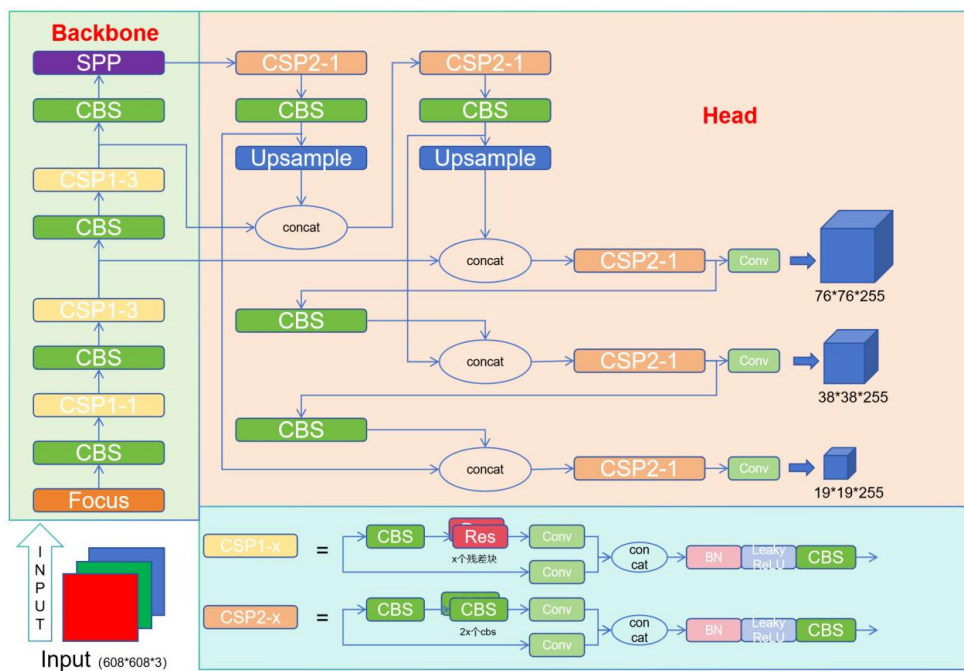 Backbone
SPP
CBS
CSP1-3
CBS
CSP1-3
CBS
CSP1-1
CBS
Focus
INPUT
Input (608*608*3)
Head
CSP2-1
CSP2-1
CBS
CBS
Upsample
Upsample
concat
concat
CSP2-1
Conv
76*76*255
CBS
concat
CSP2-1
Conv
38*38*255
CBS
concat
CSP2-1
Conv
19*19*255
CSP1-x
=
CBS
Res
x个残差块
Conv
Conv
con
cat
BN
Leaky
ReLU
CBS
CSP2-x
=
CBS
CBS
2x个cbs
Conv
Conv
con
cat
BN
Leaky
ReLU
CBS